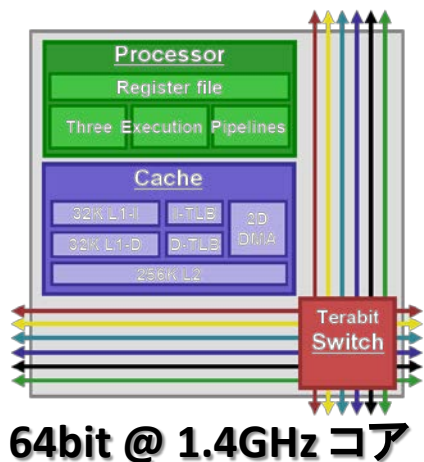 Processor
Register file
Three Execution Pipelines
Cache
32K L1-I
I-TLB
2D
DMA
32K L1-D
D-TLB
256K L2
Terabit
Switch
64bit @ 1.4GHz コア